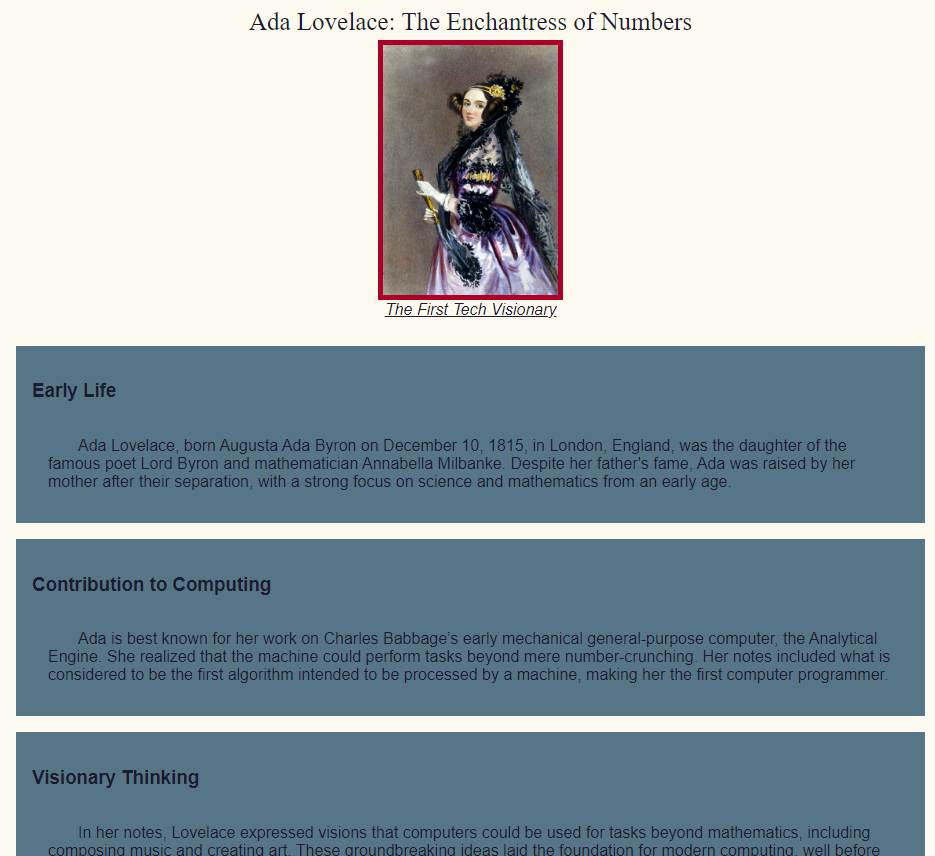 Ada Lovelace: The Enchantress of Numbers
The First Tech Visionary
Early Life
Ada Lovelace, born Augusta Ada Byron on December 10, 1815, in London, England, was the daughter of the
famous poet Lord Byron and mathematician Annabella Milbanke. Despite her father's fame, Ada was raised by her
mother after their separation, with a strong focus on science and mathematics from an early age.
Contribution to Computing
Ada is best known for her work on Charles Babbage's early mechanical general-purpose computer, the Analytical
Engine. She realized that the machine could perform tasks beyond mere number-crunching. Her notes included what is
considered to be the first algorithm intended to be processed by a machine, making her the first computer programmer.
Visionary Thinking
In her notes, Lovelace expressed visions that computers could be used for tasks beyond mathematics, including
composing music and creating art. These groundbreaking ideas laid the foundation for modern computing, well before